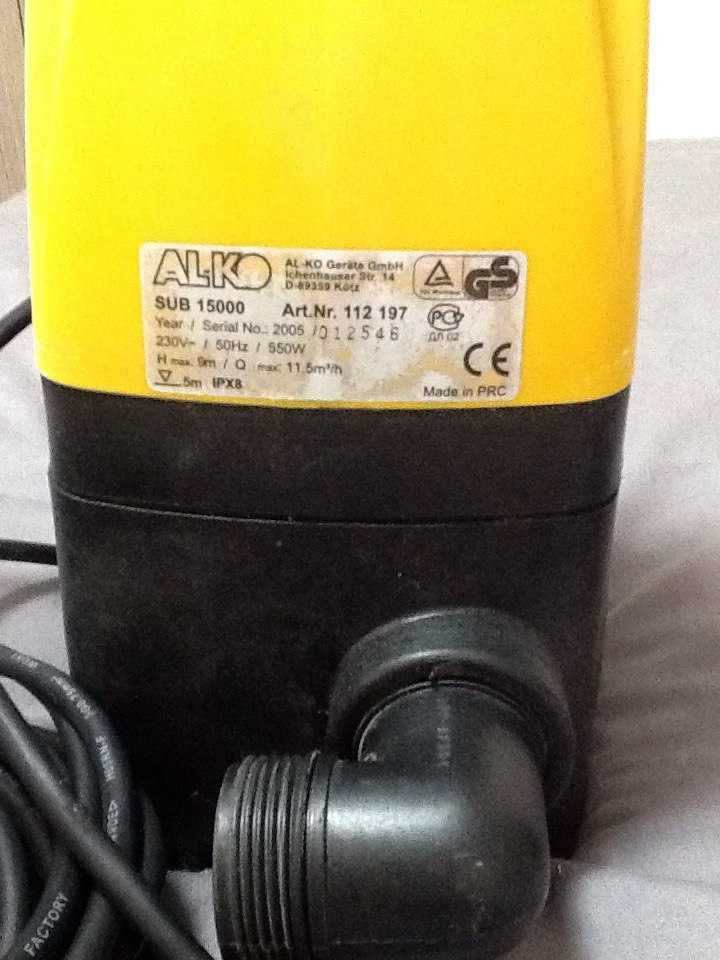 AL-KO
AL-KO Geräte GmbH
Ichenhauser Str. 14
D-89359 Kötz
GS
SUB 15000 Art.Nr. 112 197
Year / Serial No.: 2005 / 012546
230V~ / 50Hz / 550W
H max. 9m / Q max: 11.5m³/h
5m IPX8
CE
Made in PRC
FACTORY